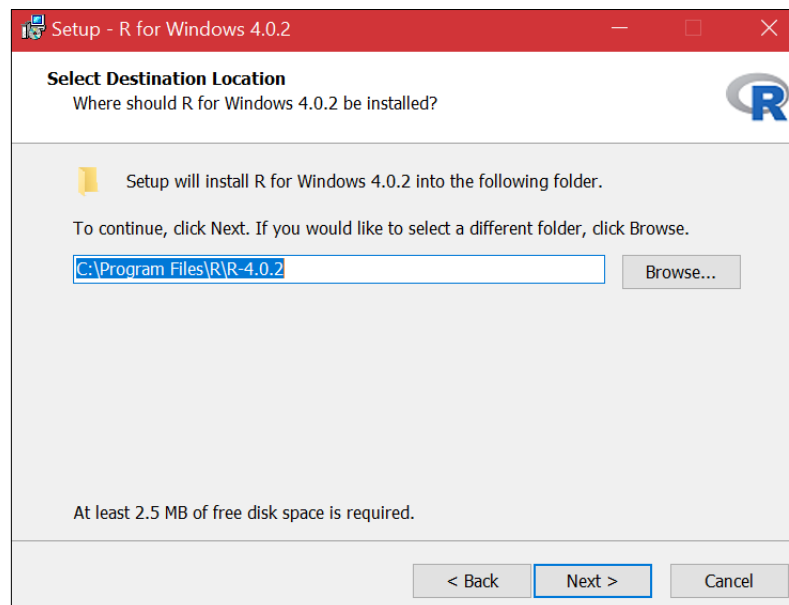 Setup - R for Windows 4.0.2
Select Destination Location
Where should R for Windows 4.0.2 be installed?
R
Setup will install R for Windows 4.0.2 into the following folder.
To continue, click Next. If you would like to select a different folder, click Browse.
C:\Program Files\R\R-4.0.2
Browse...
At least 2.5 MB of free disk space is required.
< Back Next > Cancel